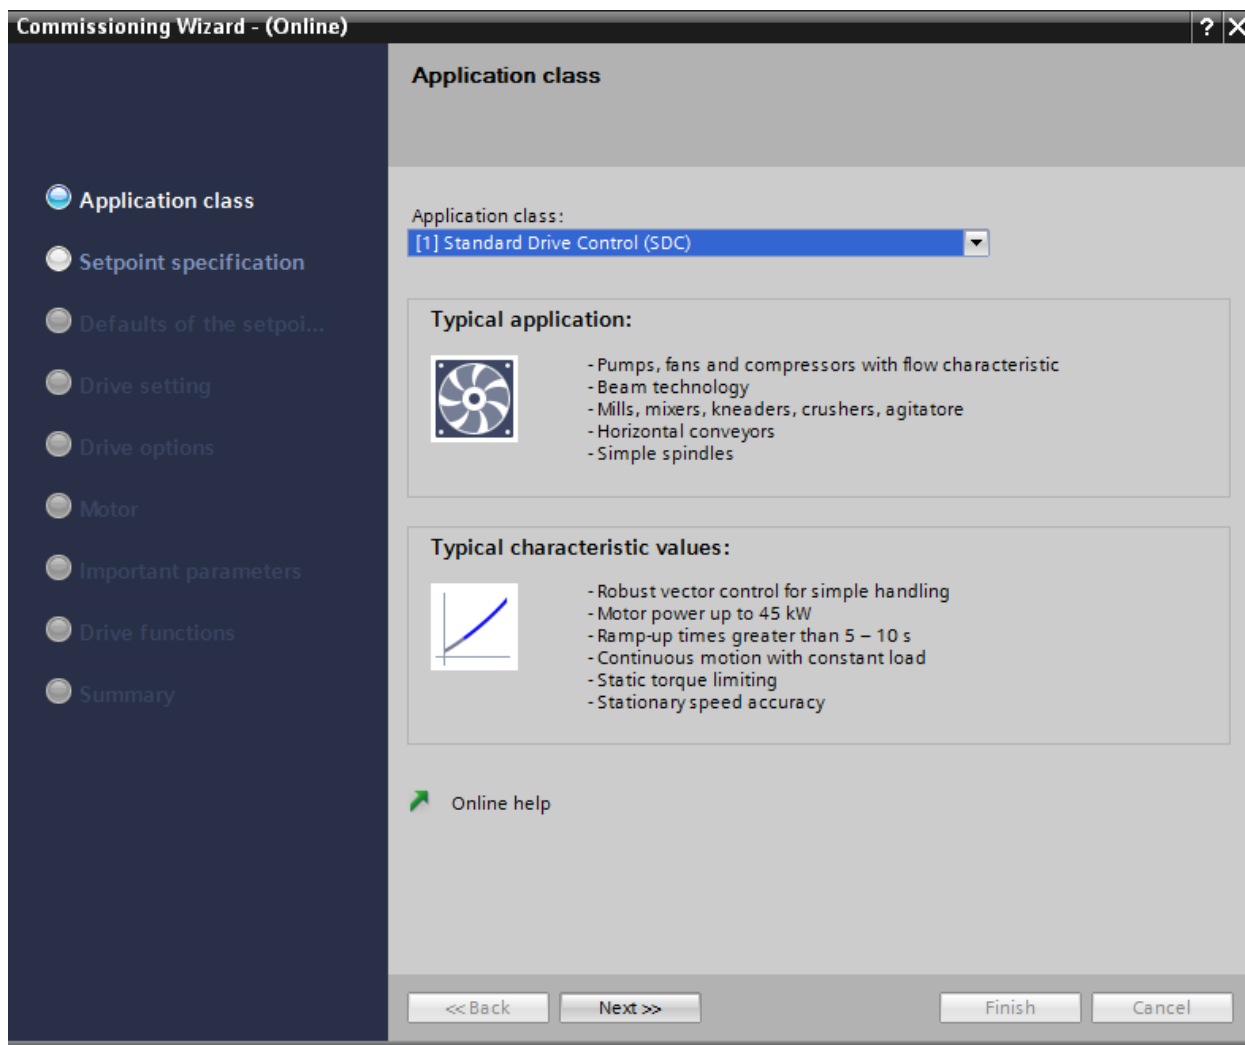 Commissioning Wizard - (Online)
?
Application class
Application class
Setpoint specification
Defaults of the setpoi...
Drive setting
Drive options
Motor
Important parameters
Drive functions
Summary
Application class:
[1] Standard Drive Control (SDC)
Typical application:
- Pumps, fans and compressors with flow characteristic
- Beam technology
- Mills, mixers, kneaders, crushers, agitatore
- Horizontal conveyors
- Simple spindles
Typical characteristic values:
- Robust vector control for simple handling
- Motor power up to 45 kW
- Ramp-up times greater than 5 – 10 s
- Continuous motion with constant load
- Static torque limiting
- Stationary speed accuracy
Online help
<< Back
Next >>
Finish
Cancel